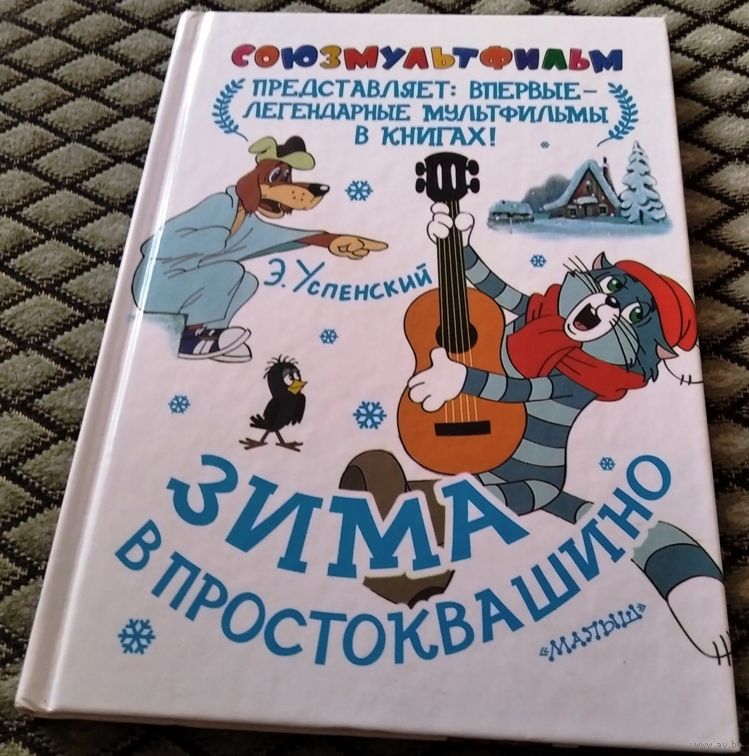 СОЮЗМУЛЬТФИЛЬМ
ПРЕДСТАВЛЯЕТ: ВПЕРВЫЕ-
ЛЕГЕНДАРНЫЕ МУЛЬТФИЛЬМЫ
В КНИГАХ!
Э. УСПЕНСКИЙ
ЗИМА
В ПРОСТОКВАШИНО
«МАЛЫШ»